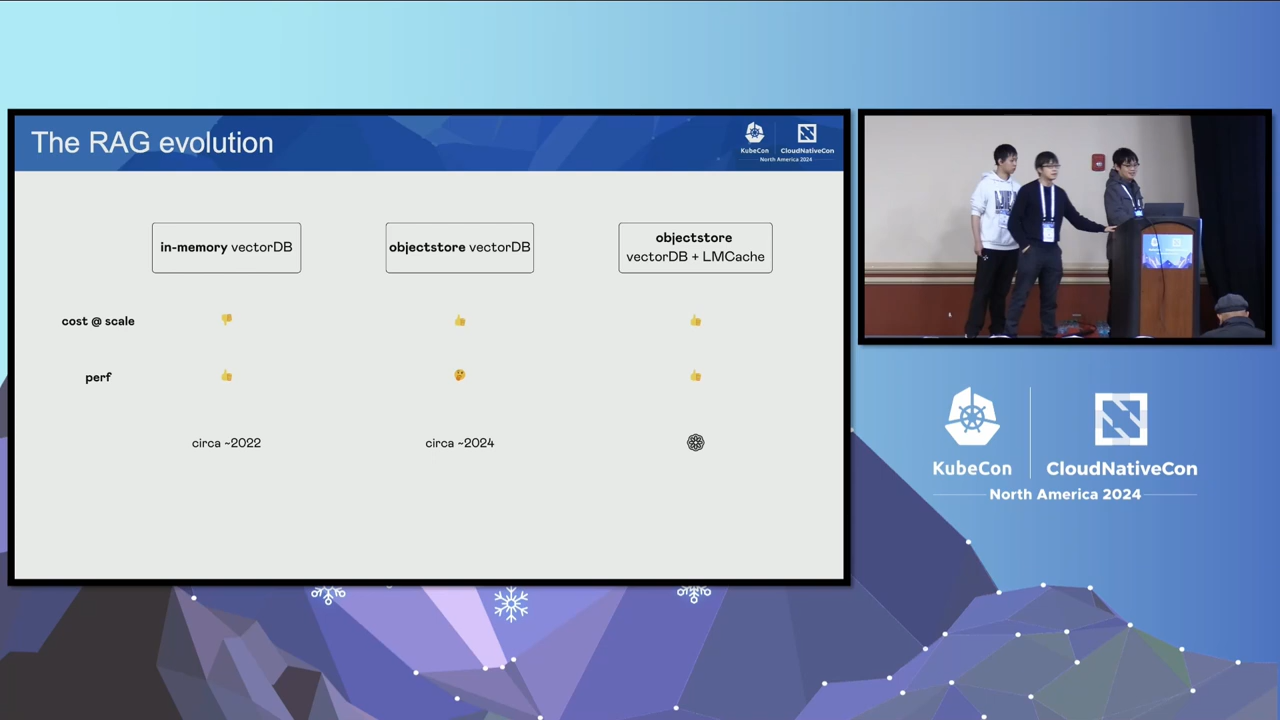 The RAG evolution
KubeCon
CloudNativeCon
North America 2024
in-memory vectorDB
objectstore vectorDB
objectstore
vectorDB + LMCache
cost @ scale
perf
circa ~2022
circa ~2024
KubeCon
CloudNativeCon
North America 2024